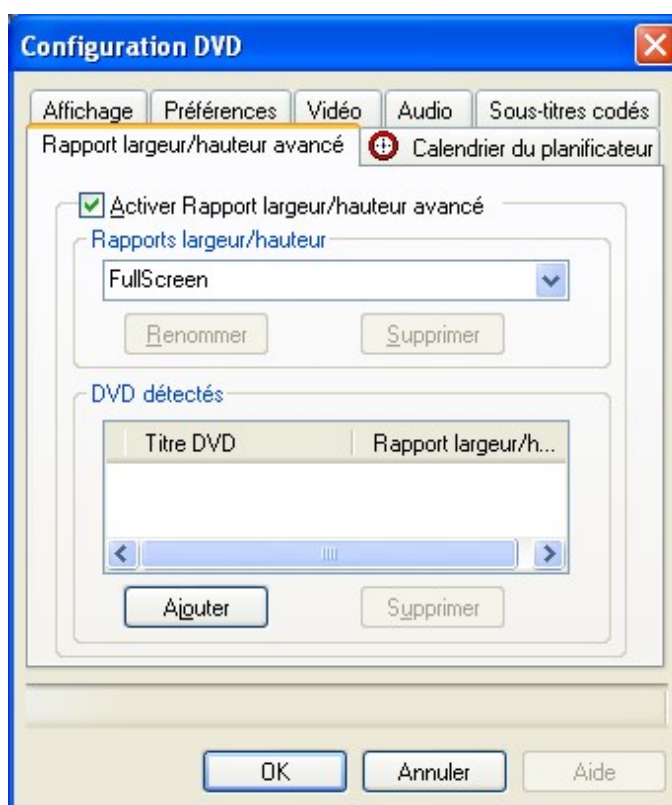 Configuration DVD
Affichage Préférences Vidéo Audio Sous-titres codés
Rapport largeur/hauteur avancé Calendrier du planificateur
Activer Rapport largeur/hauteur avancé
Rapports largeur/hauteur
FullScreen
Renommer Supprimer
DVD détectés
Titre DVD Rapport largeur/h...
Ajouter Supprimer
OK Annuler Aide